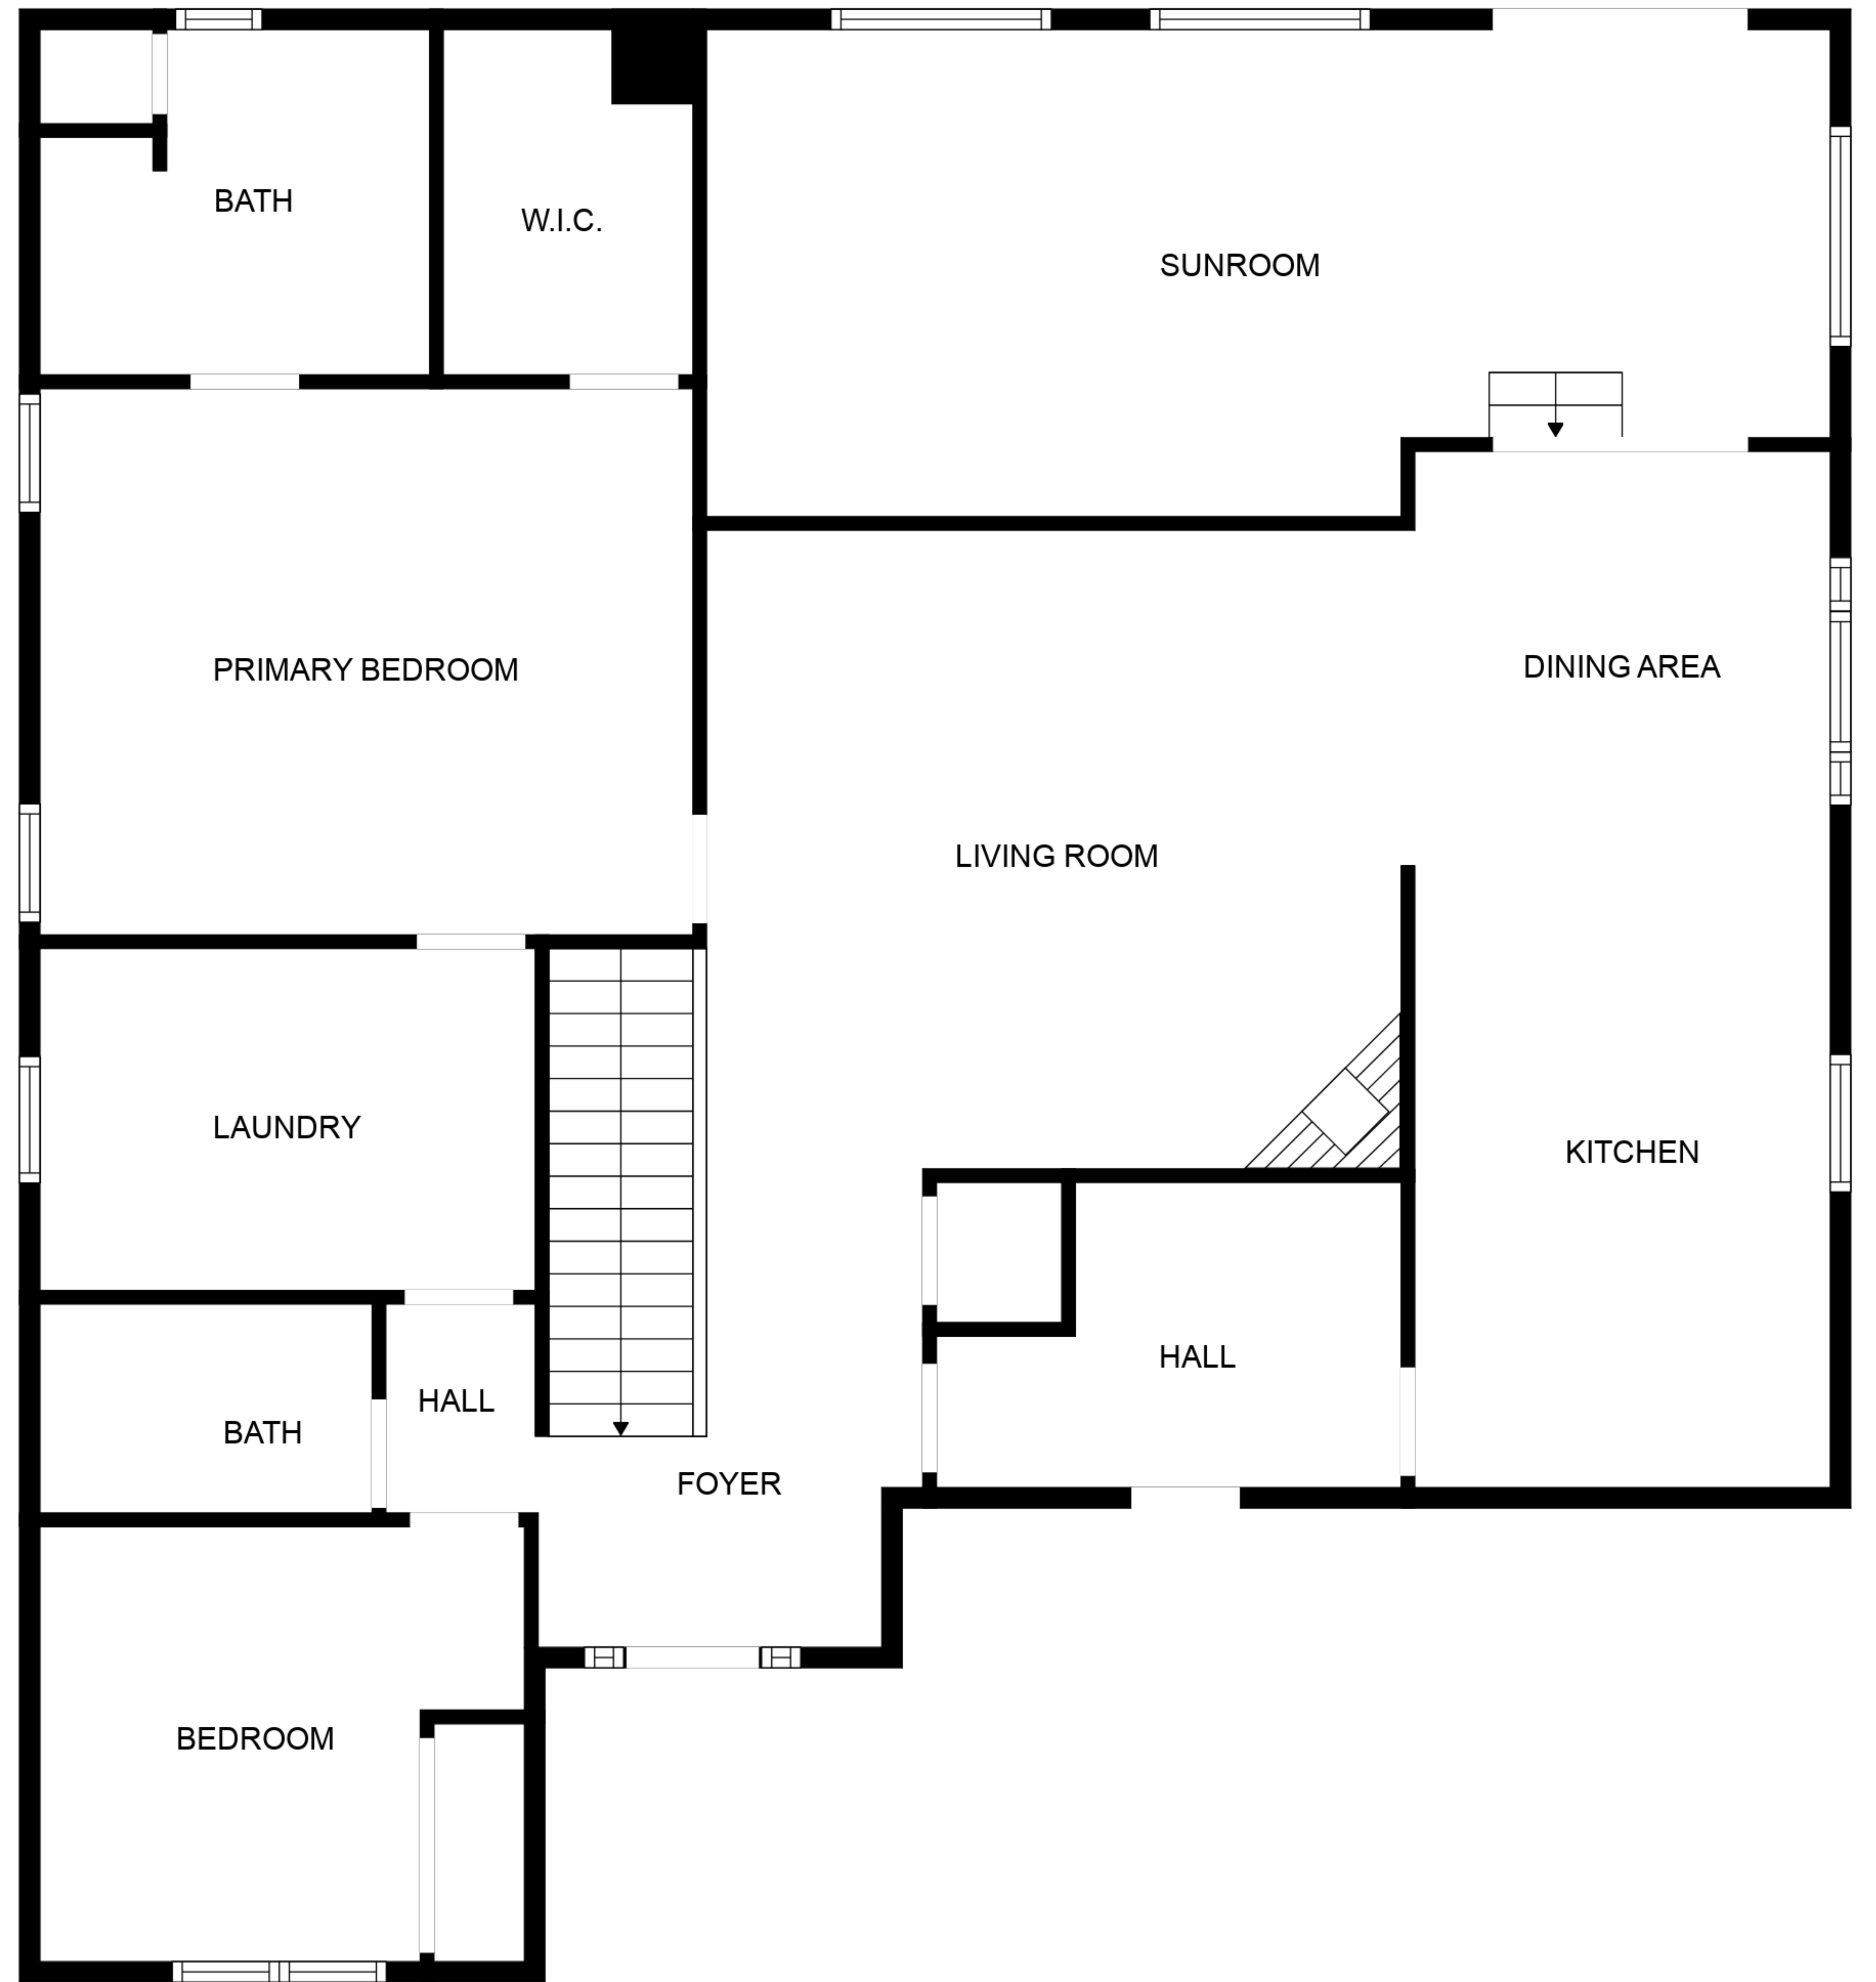 BATH
W.I.C.
SUNROOM
PRIMARY BEDROOM
DINING AREA
LIVING ROOM
LAUNDRY
KITCHEN
HALL
HALL
BATH
FOYER
BEDROOM